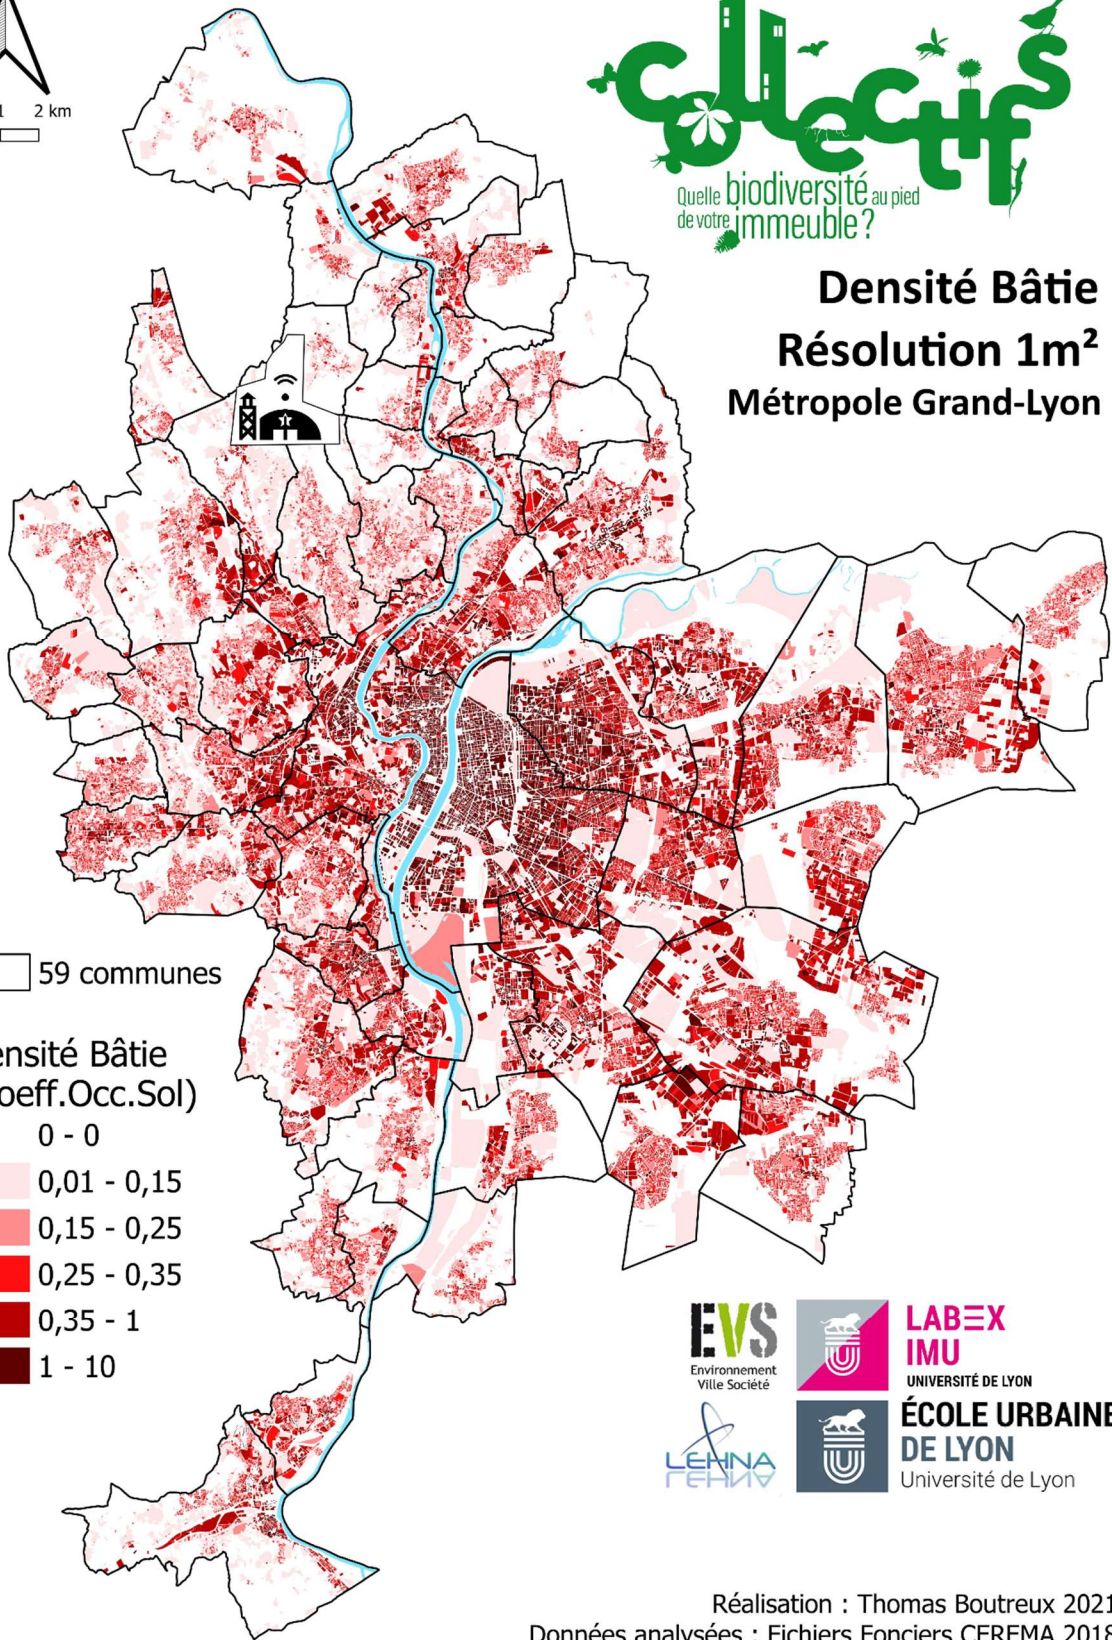 1 2 km
Collectifs
Quelle biodiversité au pied
de votre immeuble ?
Densité Bâtie
Résolution 1m²
Métropole Grand-Lyon
59 communes
ensité Bâtie
oeff.Occ.Sol)
0 - 0
0,01 - 0,15
0,15 - 0,25
0,25 - 0,35
0,35 - 1
1 - 10
EVS
Environnement
Ville Société
LABEX
IMU
UNIVERSITÉ DE LYON
LEHNA
ÉCOLE URBAINE
DE LYON
Université de Lyon
Réalisation : Thomas Boutreux 2021
Données analysées : Fichiers Fonciers CEREMA 2018